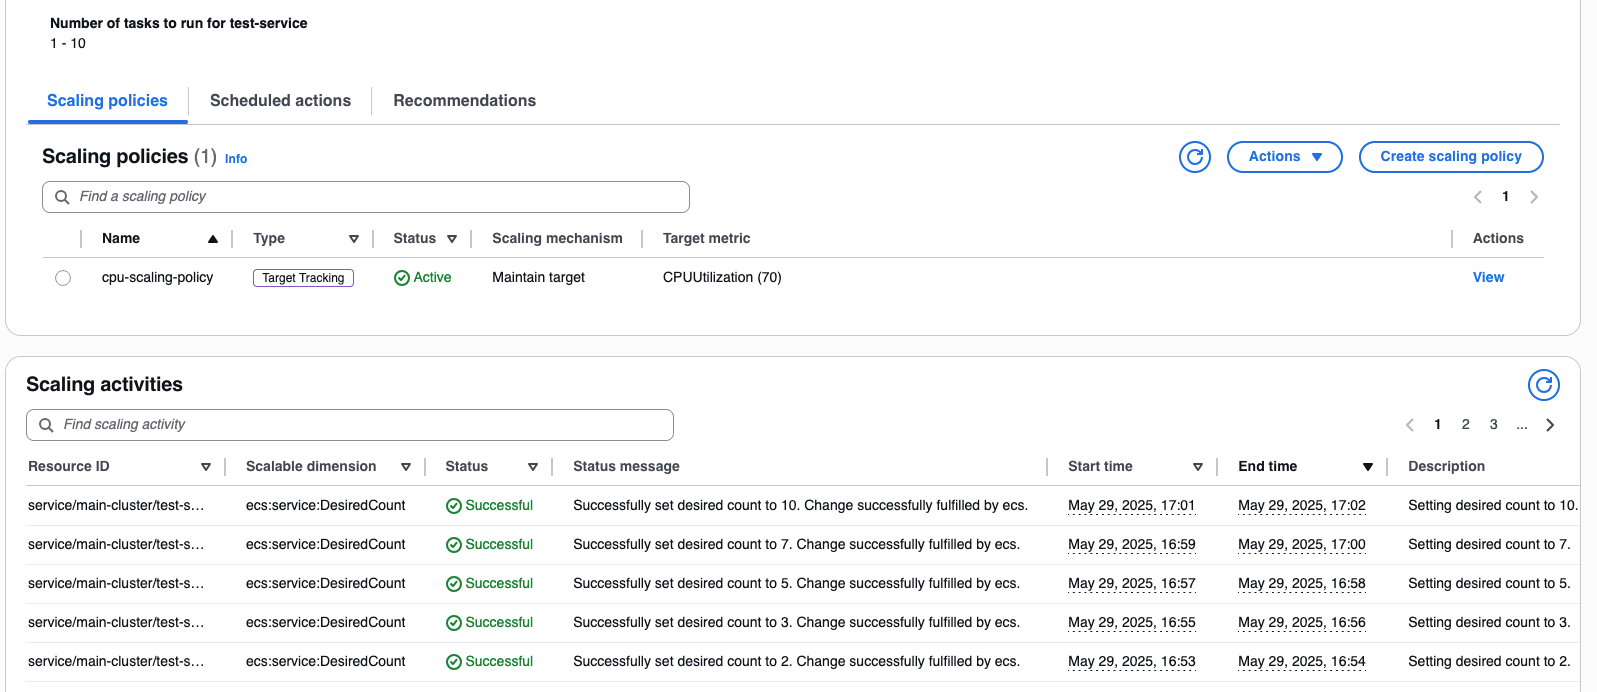 Number of tasks to run for test-service
1 - 10
Scaling policies Scheduled actions Recommendations
Scaling policies (1) Info Actions Create scaling policy
Find a scaling policy 1
Name Type Status Scaling mechanism Target metric Actions
cpu-scaling-policy Target Tracking Active Maintain target CPUUtilization (70) View
Scaling activities
Find scaling activity 1 2 3 ...
Resource ID Scalable dimension Status Status message Start time End time Description
service/main-cluster/test-s... ecs:service:DesiredCount Successful Successfully set desired count to 10. Change successfully fulfilled by ecs. May 29, 2025, 17:01 May 29, 2025, 17:02 Setting desired count to 10.
service/main-cluster/test-s... ecs:service:DesiredCount Successful Successfully set desired count to 7. Change successfully fulfilled by ecs. May 29, 2025, 16:59 May 29, 2025, 17:00 Setting desired count to 7.
service/main-cluster/test-s... ecs:service:DesiredCount Successful Successfully set desired count to 5. Change successfully fulfilled by ecs. May 29, 2025, 16:57 May 29, 2025, 16:58 Setting desired count to 5.
service/main-cluster/test-s... ecs:service:DesiredCount Successful Successfully set desired count to 3. Change successfully fulfilled by ecs. May 29, 2025, 16:55 May 29, 2025, 16:56 Setting desired count to 3.
service/main-cluster/test-s... ecs:service:DesiredCount Successful Successfully set desired count to 2. Change successfully fulfilled by ecs. May 29, 2025, 16:53 May 29, 2025, 16:54 Setting desired count to 2.